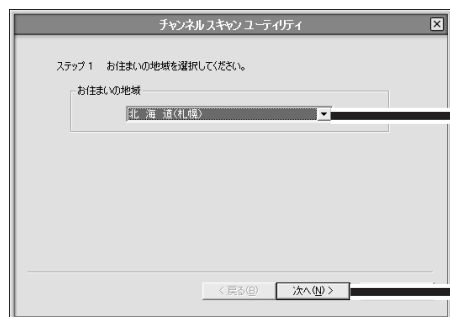 チャンネル スキャン ユーティリティ
ステップ 1 お住まいの地域を選択してください。
お住まいの地域
北 海 道(札幌)
< 戻る(B) 次へ(N) >